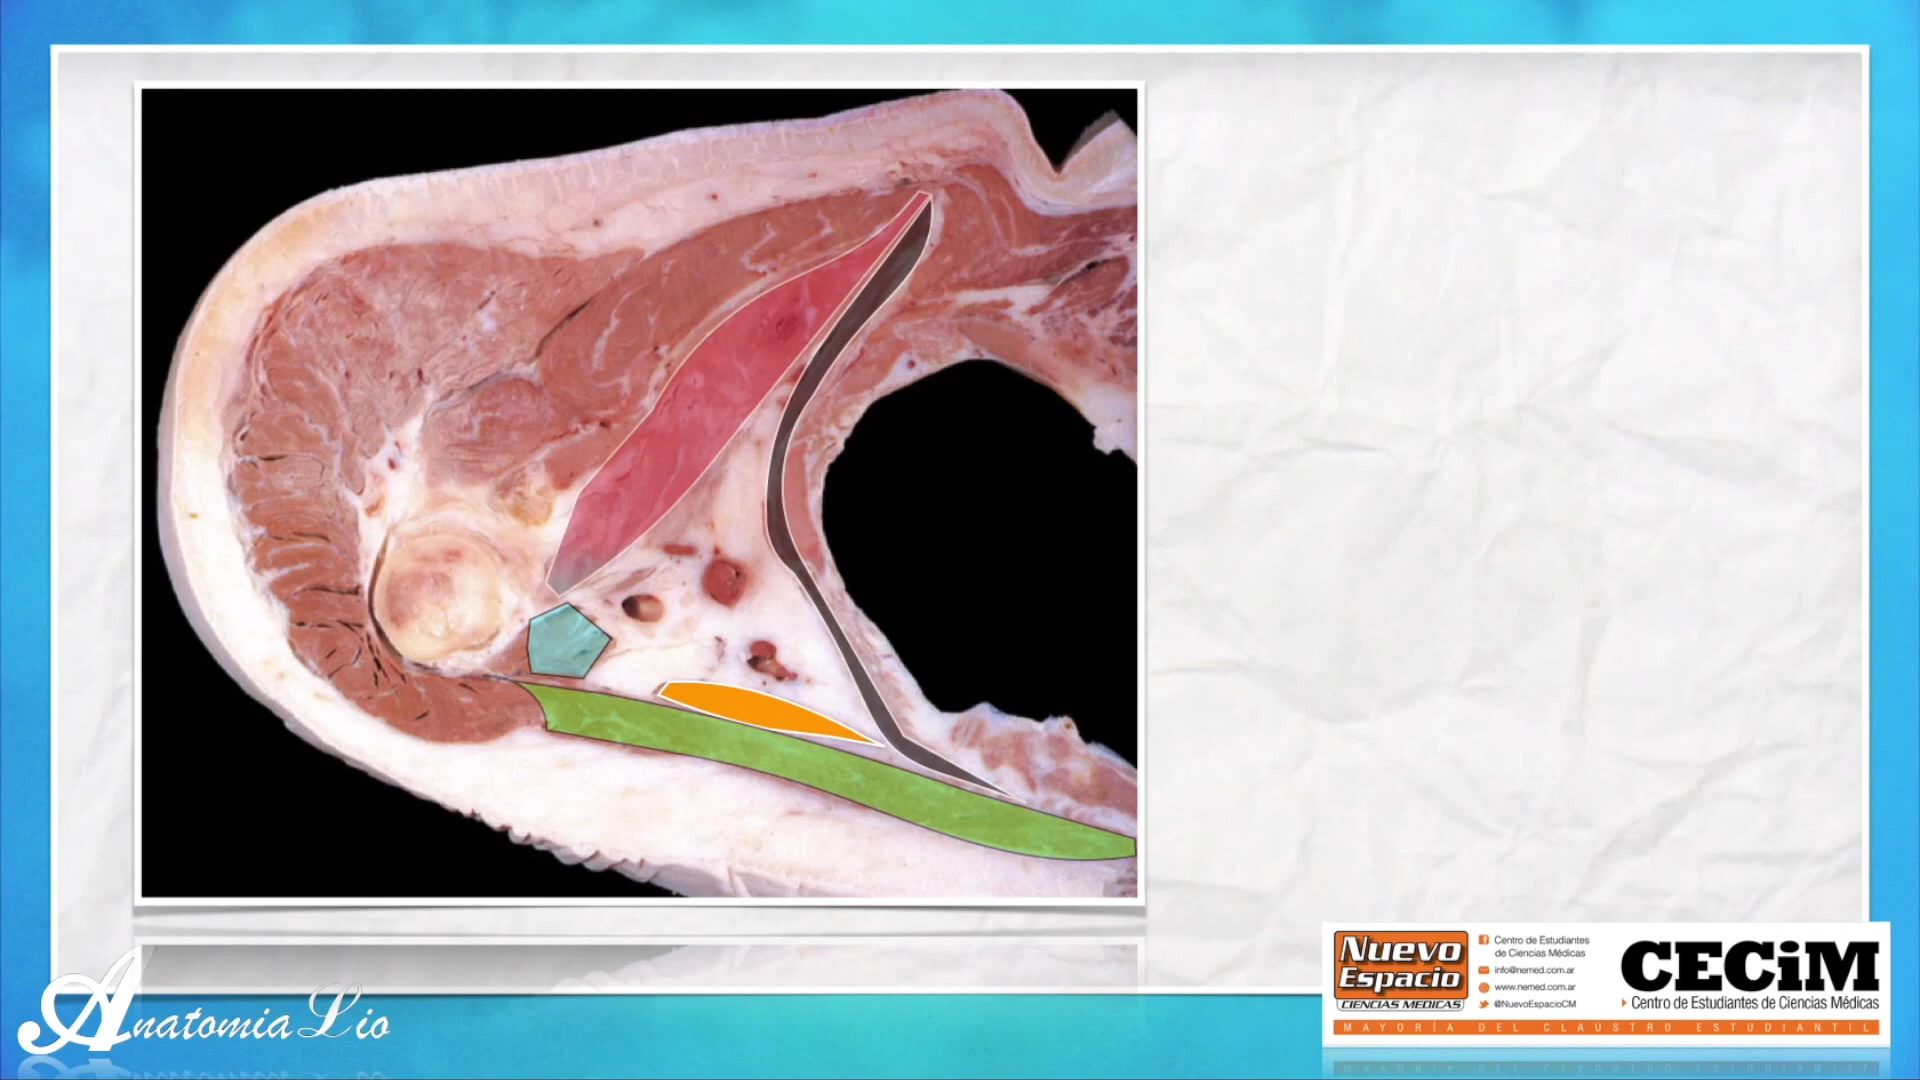 Anatomia Lio
Nuevo
Espacio
CIENCIAS MEDICAS
Centro de Estudiantes
de Ciencias Médicas
info@nemed.com.ar
www.nemed.com.ar
@NuevoEspacioCM
CECiM
Centro de Estudiantes de Ciencias Médicas
MAYORÍA DEL CLAUSTRO ESTUDIANTIL